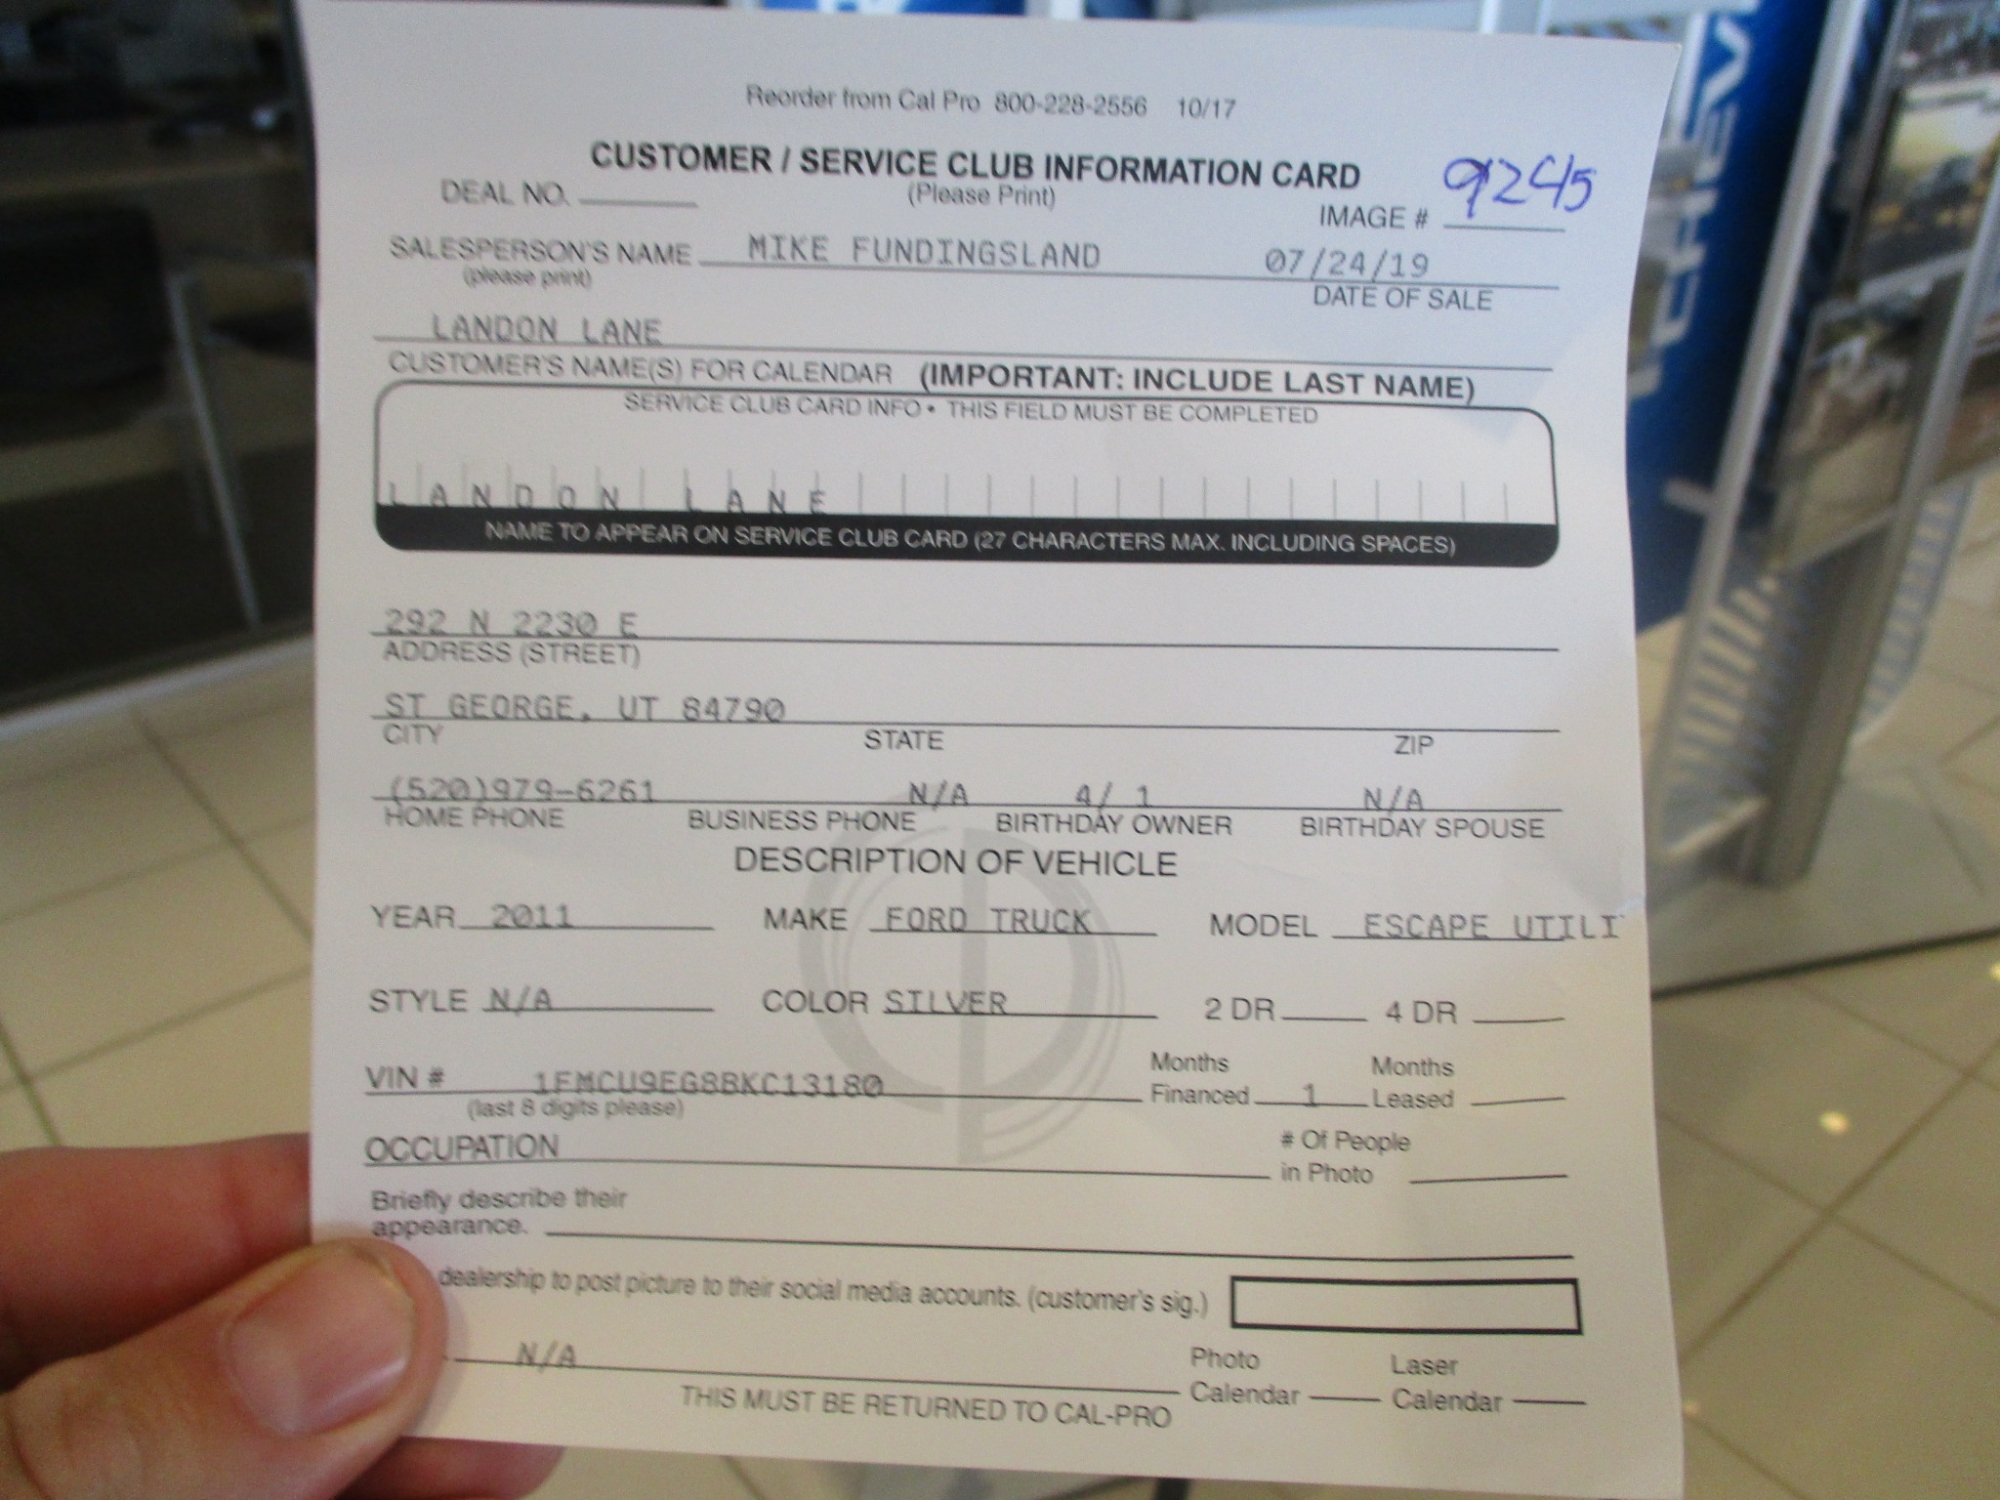 Reorder from Cal Pro 800-228-2556 10/17
CUSTOMER / SERVICE CLUB INFORMATION CARD
9245
DEAL NO. (Please Print) IMAGE #
SALESPERSON'S NAME MIKE FUNDINGSLAND 07/24/19
(please print) DATE OF SALE
LANDON LANE
CUSTOMER'S NAME(S) FOR CALENDAR (IMPORTANT: INCLUDE LAST NAME)
SERVICE CLUB CARD INFO • THIS FIELD MUST BE COMPLETED
LANDON LANE
NAME TO APPEAR ON SERVICE CLUB CARD (27 CHARACTERS MAX. INCLUDING SPACES)
292 N 2230 E
ADDRESS (STREET)
ST GEORGE, UT 84790
CITY STATE ZIP
(520)979-6261 N/A 4/ 1 N/A
HOME PHONE BUSINESS PHONE BIRTHDAY OWNER BIRTHDAY SPOUSE
DESCRIPTION OF VEHICLE
YEAR 2011 MAKE FORD TRUCK MODEL ESCAPE UTILI
STYLE N/A COLOR SILVER 2 DR 4 DR
VIN # 1FMCU9EG8BKC13180 Months Financed 1 Months Leased
(last 8 digits please)
OCCUPATION # Of People in Photo
Briefly describe their
appearance.
dealership to post picture to their social media accounts. (customer's sig.)
N/A Photo Calendar Laser Calendar
THIS MUST BE RETURNED TO CAL-PRO
CHEV